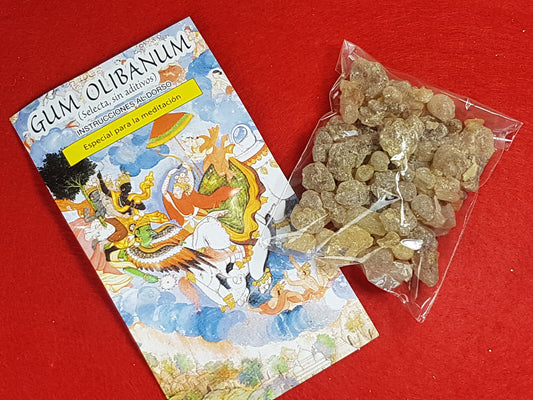 GUM OLIBANUM
(Selecta, sin aditivos)
INSTRUCCIONES AL DORSO
Especial para la meditación